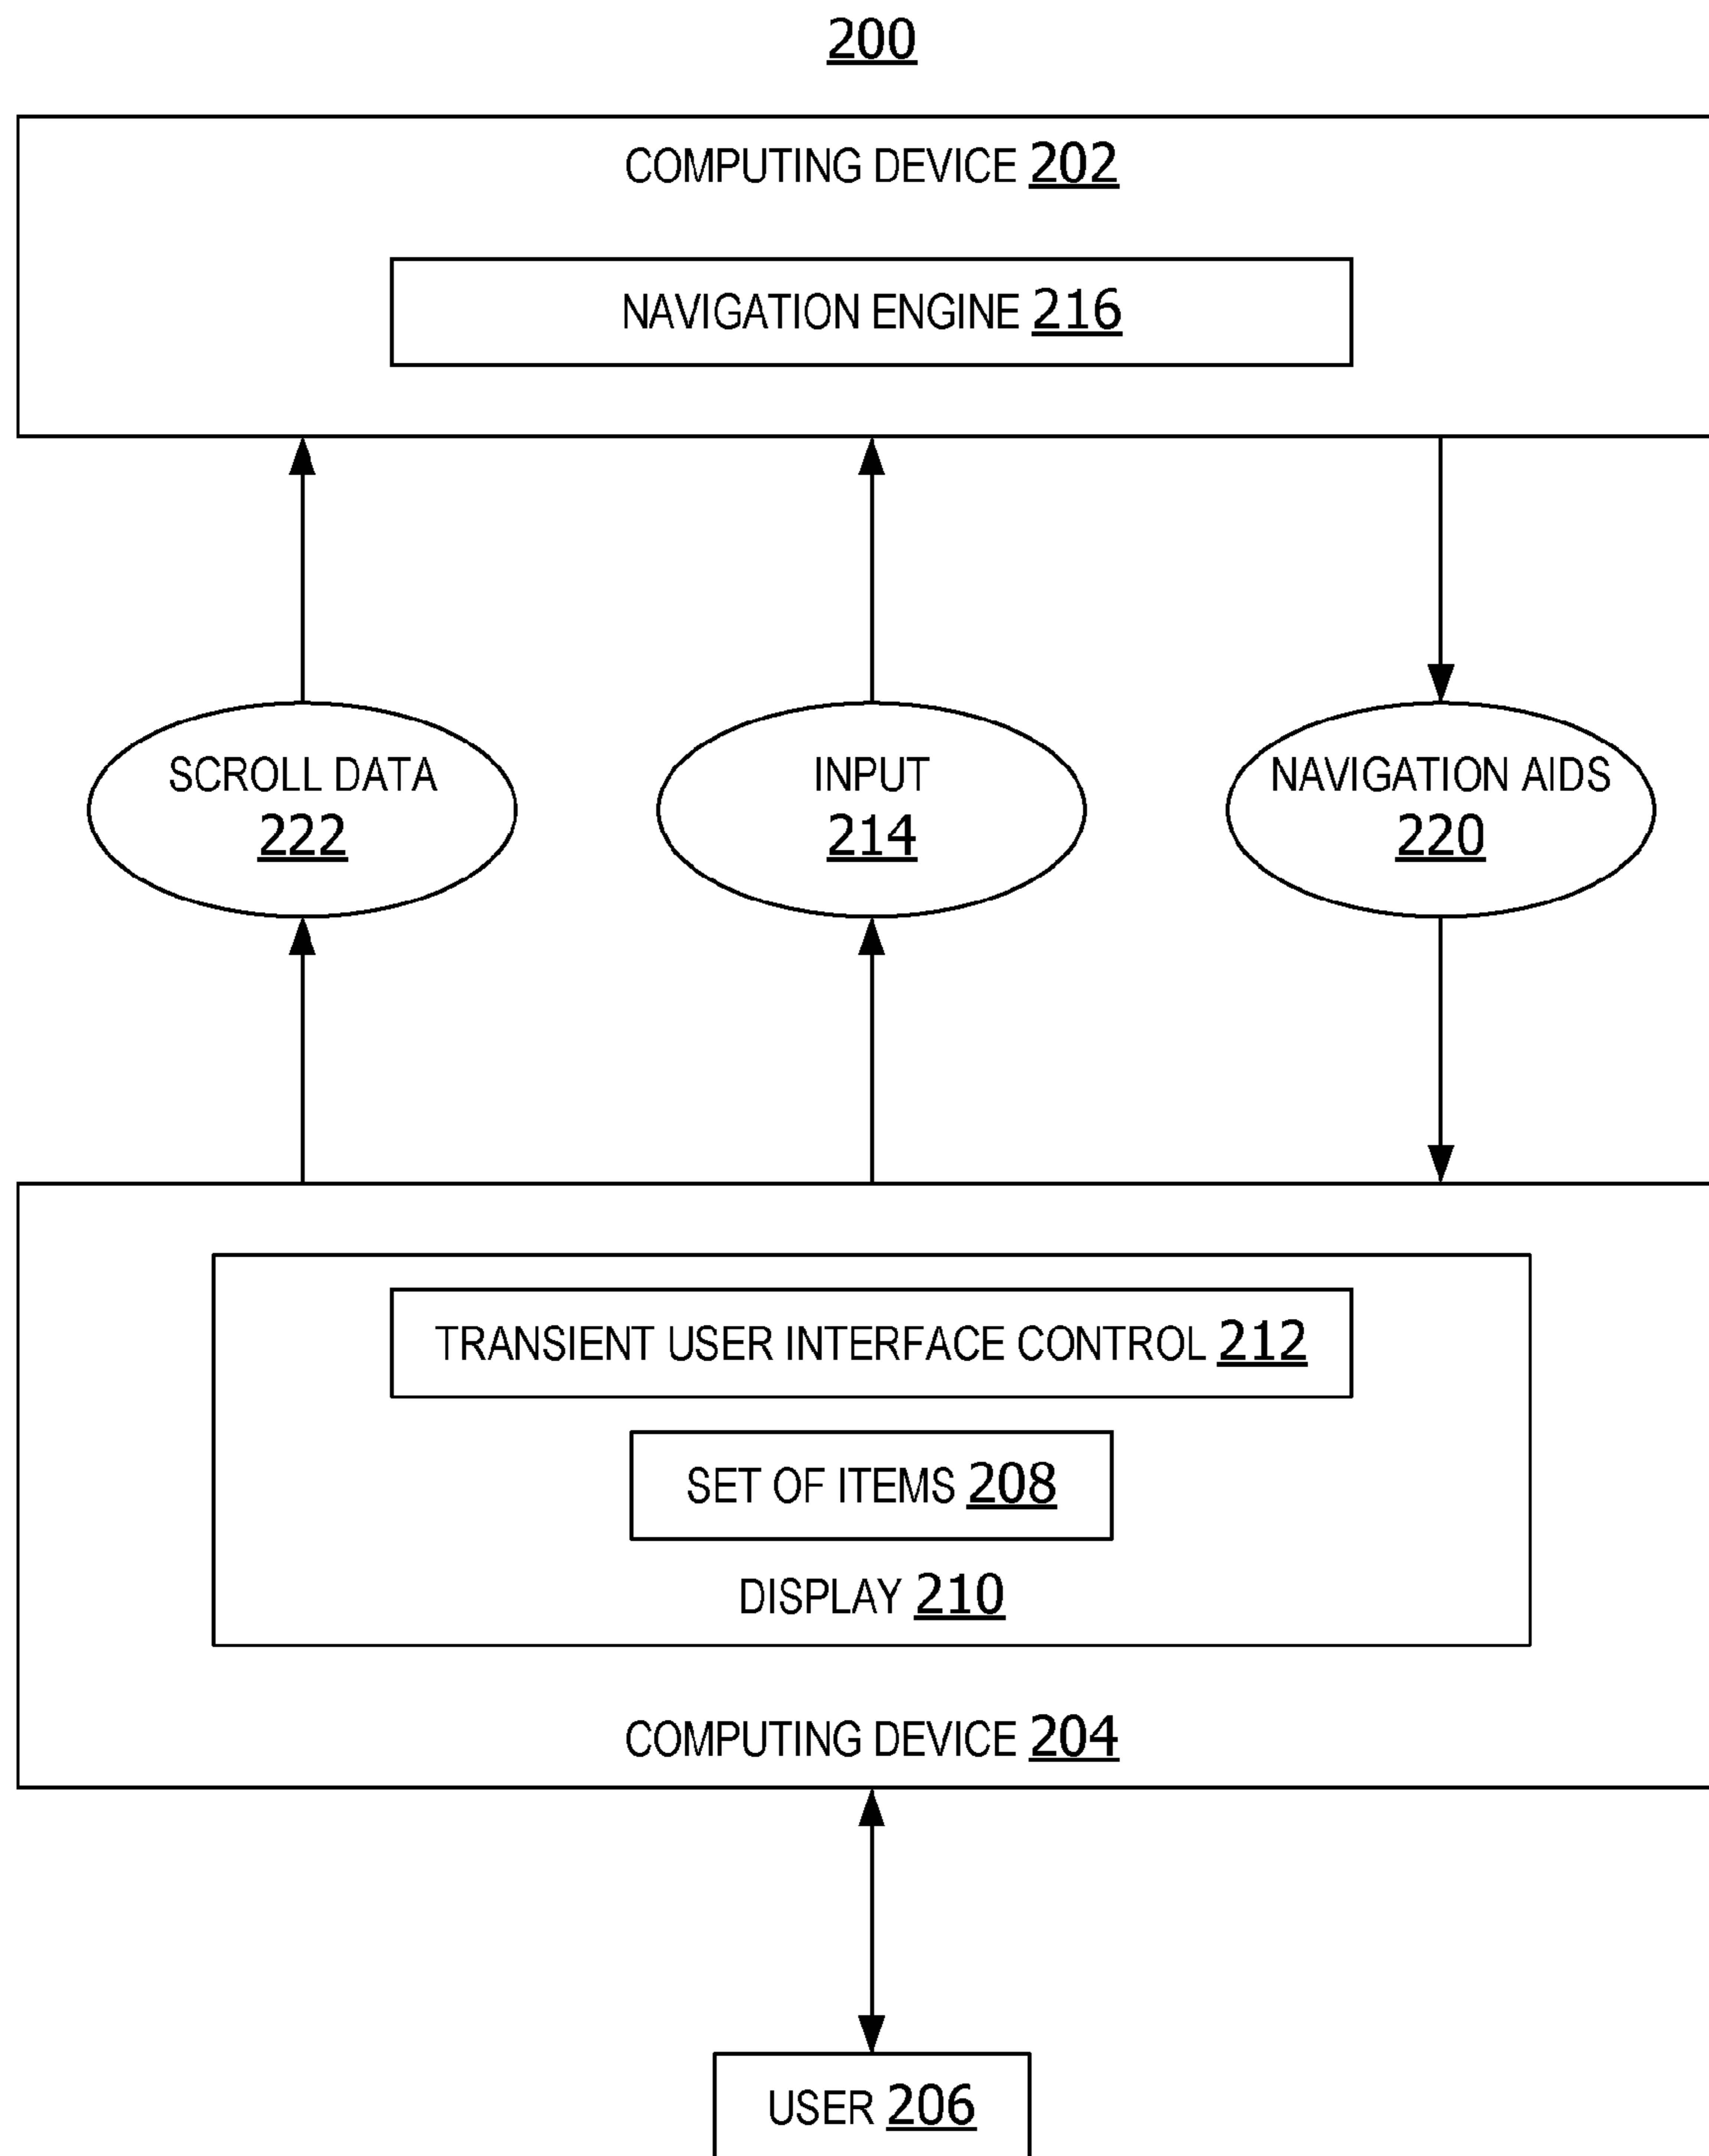 200
COMPUTING DEVICE 202
NAVIGATION ENGINE 216
SCROLL DATA
222
INPUT
214
NAVIGATION AIDS
220
TRANSIENT USER INTERFACE CONTROL 212
SET OF ITEMS 208
DISPLAY 210
COMPUTING DEVICE 204
USER 206